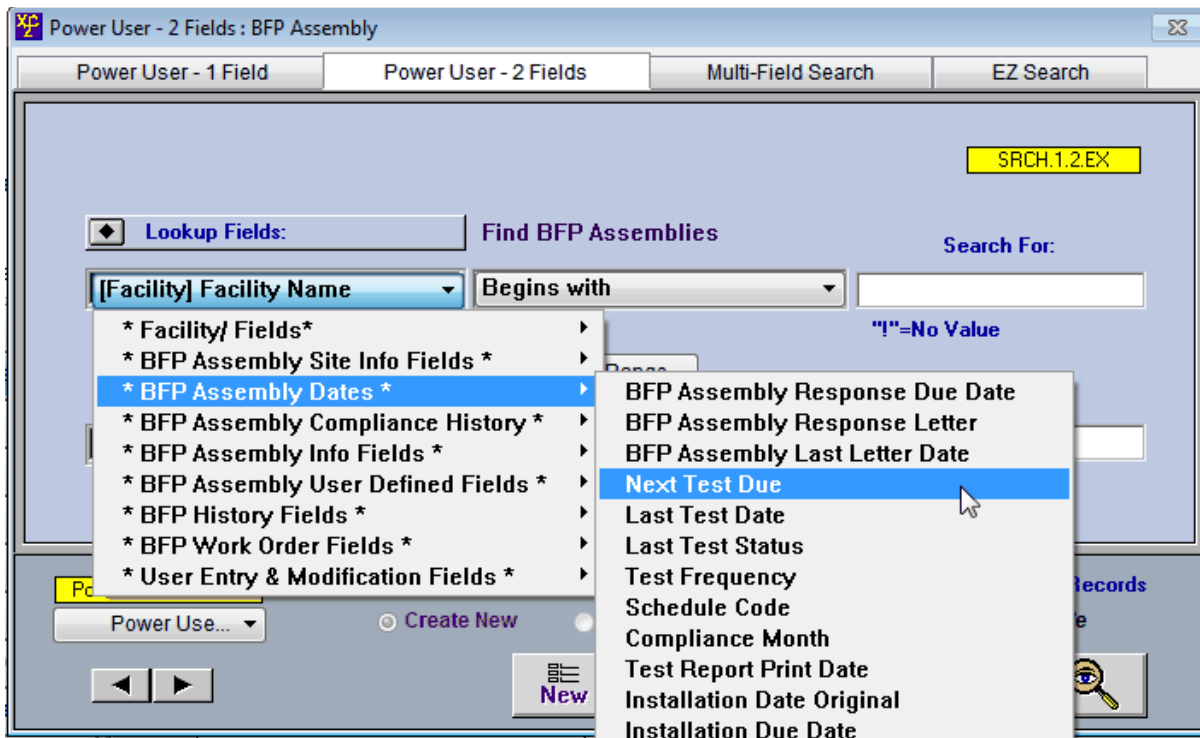 XC2
Power User - 2 Fields : BFP Assembly
Power User - 1 Field
Power User - 2 Fields
Multi-Field Search
EZ Search
SRCH.1.2.EX
Lookup Fields:
Find BFP Assemblies
Search For:
[Facility] Facility Name
Begins with
"!"=No Value
* Facility/ Fields*
* BFP Assembly Site Info Fields *
* BFP Assembly Dates *
* BFP Assembly Compliance History *
* BFP Assembly Info Fields *
* BFP Assembly User Defined Fields *
* BFP History Fields *
* BFP Work Order Fields *
* User Entry & Modification Fields *
BFP Assembly Response Due Date
BFP Assembly Response Letter
BFP Assembly Last Letter Date
Next Test Due
Last Test Date
Last Test Status
Test Frequency
Schedule Code
Compliance Month
Test Report Print Date
Installation Date Original
Installation Due Date
Records
Power Use...
Create New
New